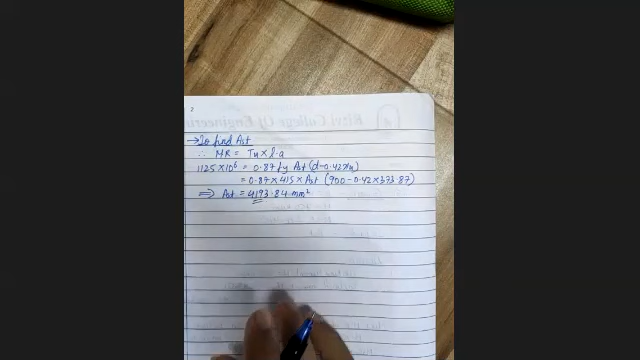 2
→ To find Ast
∴ MR = Tu × l.a
1125 × 10⁶ = 0.87 fy Ast (d - 0.42 xu)
= 0.87 × 415 × Ast (900 - 0.42 × 373.87)
⇒ Ast = 4193.84 mm²